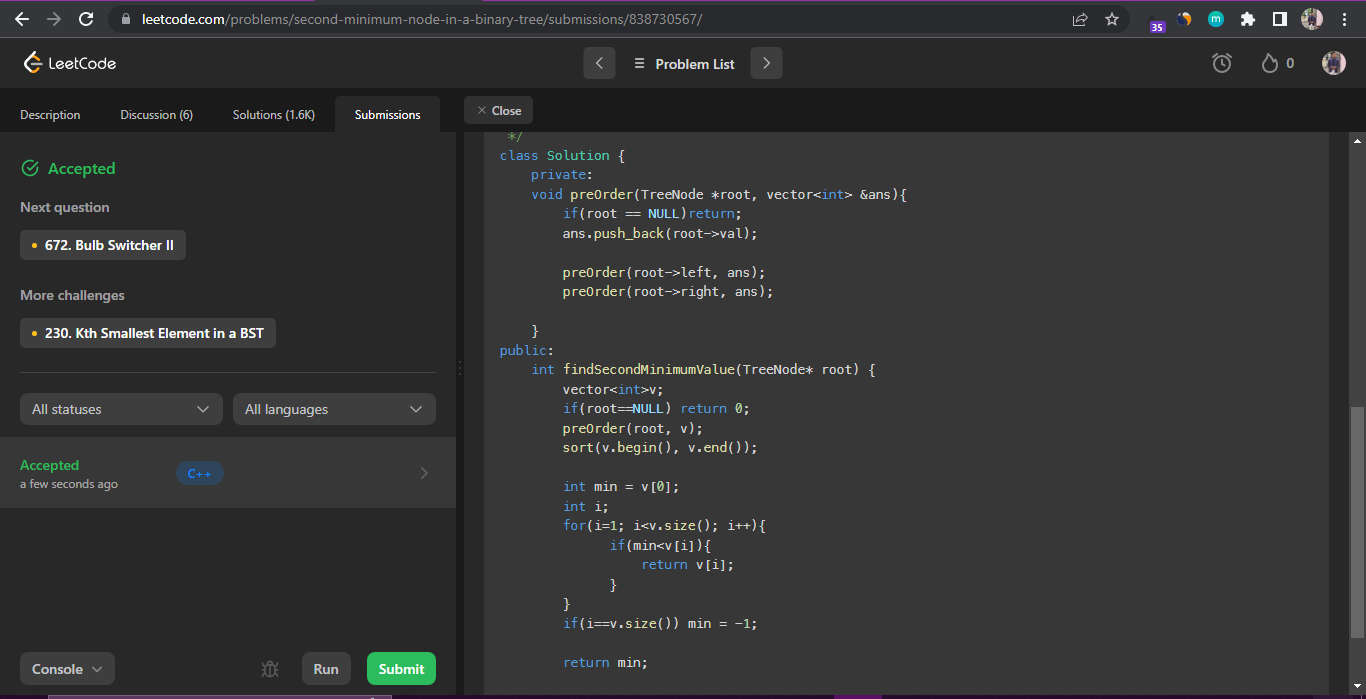 leetcode.com/problems/second-minimum-node-in-a-binary-tree/submissions/838730567/
35
m
LeetCode
Problem List
0
Description
Discussion (6)
Solutions (1.6K)
Submissions
Close
Accepted
Next question
672. Bulb Switcher II
More challenges
230. Kth Smallest Element in a BST
All statuses
All languages
Accepted
C++
a few seconds ago
Console
Run
Submit
*/
class Solution {
    private:
    void preOrder(TreeNode *root, vector<int> &ans){
        if(root == NULL)return;
        ans.push_back(root->val);
        preOrder(root->left, ans);
        preOrder(root->right, ans);
    }
public:
    int findSecondMinimumValue(TreeNode* root) {
        vector<int>v;
        if(root==NULL) return 0;
        preOrder(root, v);
        sort(v.begin(), v.end());
        int min = v[0];
        int i;
        for(i=1; i<v.size(); i++){
              if(min<v[i]){
                  return v[i];
              }
        }
        if(i==v.size()) min = -1;
        return min;